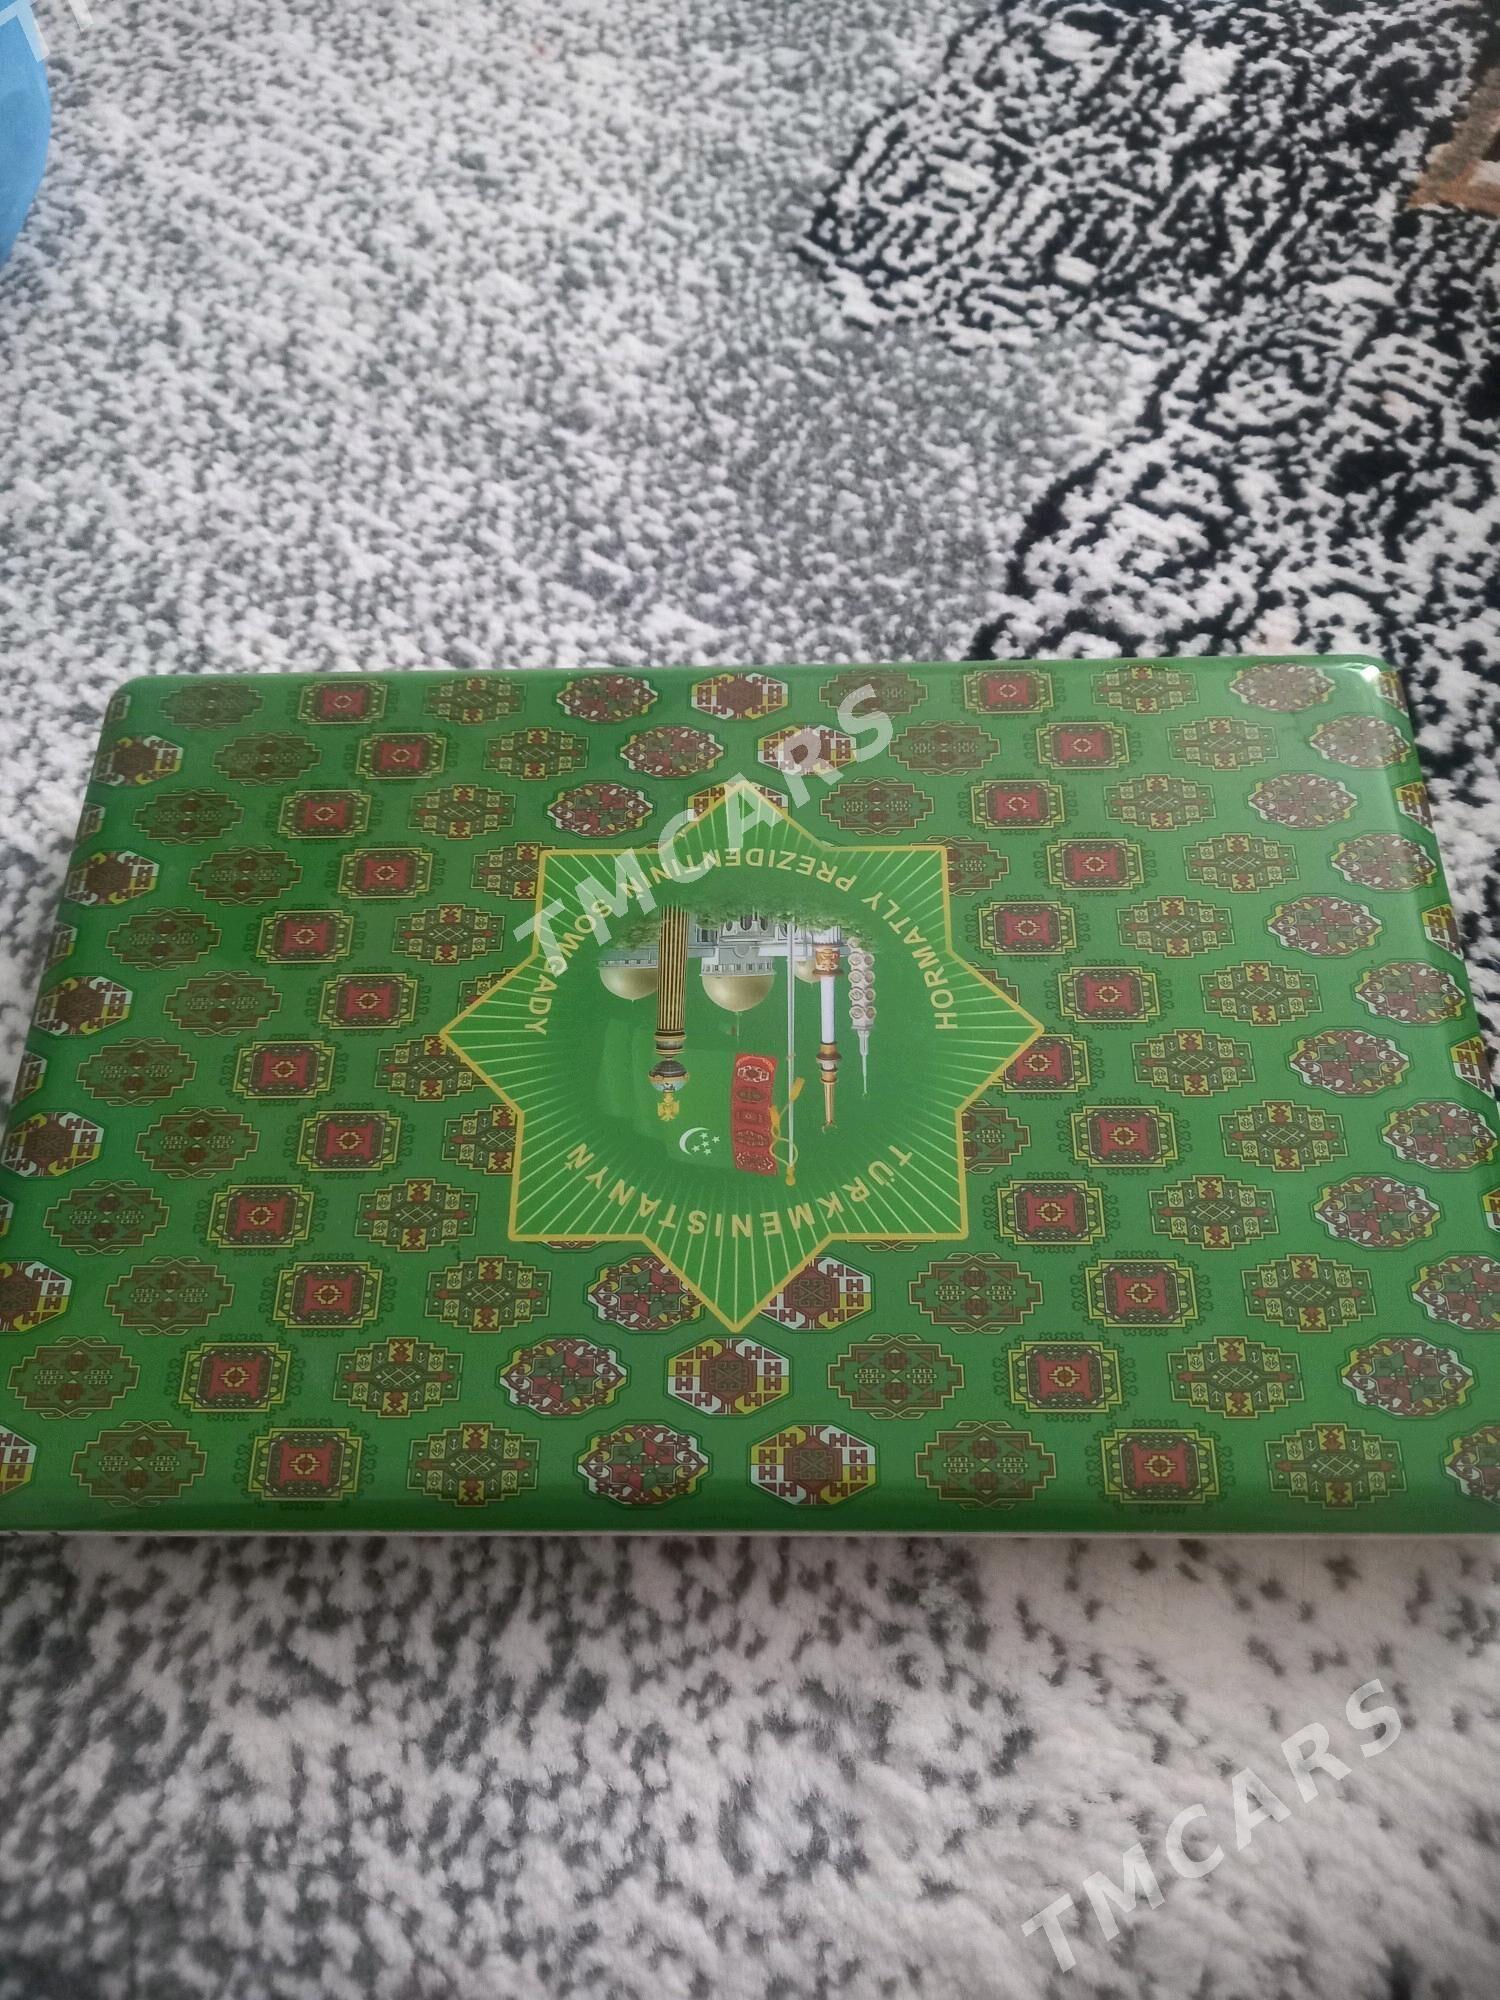 TÜRKMENISTANYŇ
HORMATLY PREZIDENTINIŇ SOWGADY
TMCARS
TMCARS